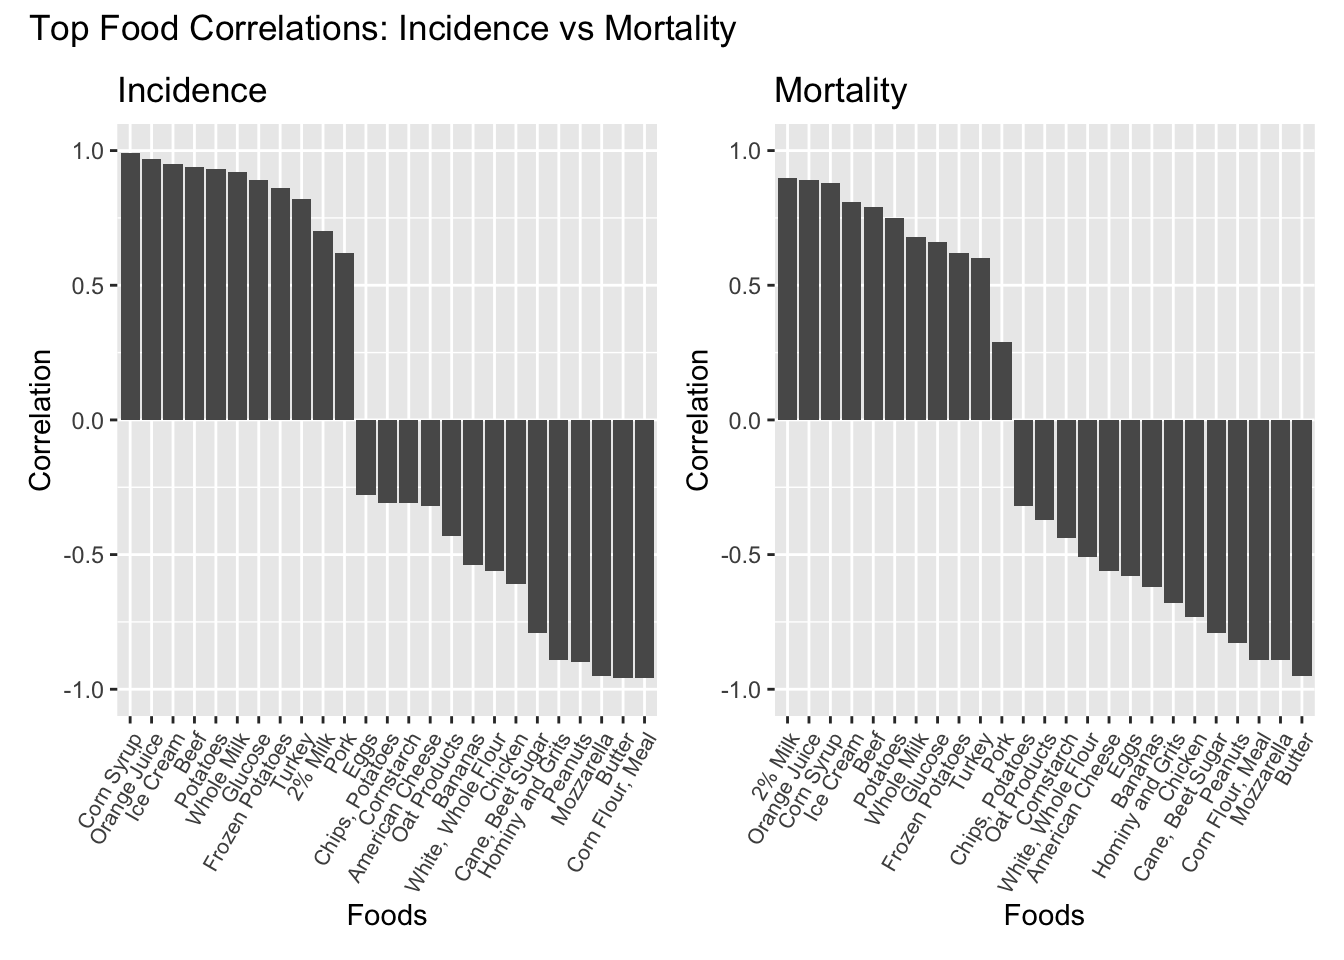 Top Food Correlations: Incidence vs Mortality
Incidence
1.0
0.5
0.0
-0.5
-1.0
Correlation
Corn Syrup
Orange Juice
Ice Cream
Beef
Potatoes
Whole Milk
Glucose
Frozen Potatoes
Turkey
2% Milk
Pork
Eggs
Chips, Potatoes
Cornstarch
American Cheese
Oat Products
Bananas
White, Whole Flour
Chicken
Cane, Beet Sugar
Hominy and Grits
Peanuts
Mozzarella
Butter
Corn Flour, Meal
Foods
Mortality
1.0
0.5
0.0
-0.5
-1.0
Correlation
2% Milk
Orange Juice
Corn Syrup
Ice Cream
Beef
Potatoes
Whole Milk
Glucose
Frozen Potatoes
Turkey
Pork
Chips, Potatoes
Oat Products
Cornstarch
White, Whole Flour
American Cheese
Eggs
Bananas
Hominy and Grits
Chicken
Cane, Beet Sugar
Peanuts
Corn Flour, Meal
Mozzarella
Butter
Foods